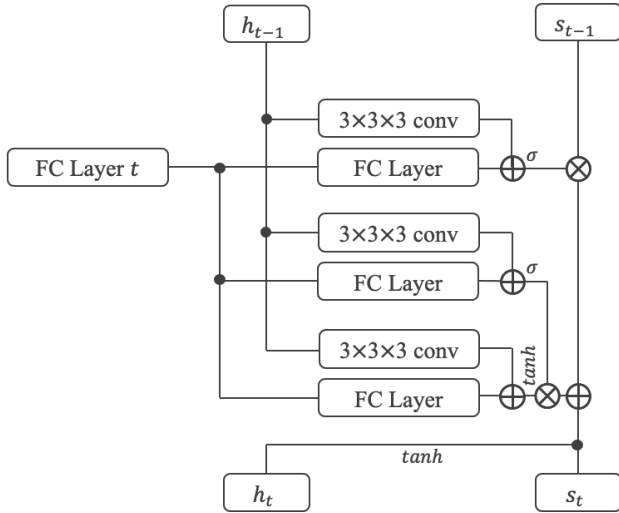 h_{t-1} s_{t-1}
3×3×3 conv
FC Layer t FC Layer σ
3×3×3 conv
FC Layer σ
3×3×3 conv
tanh
FC Layer
tanh
h_t s_t